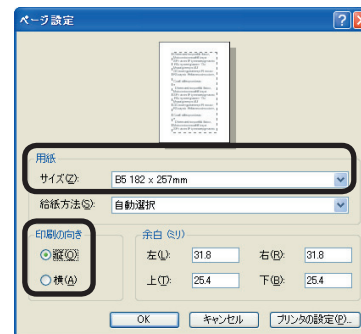 ページ設定
用紙
サイズ(Z): B5 182 × 257mm
給紙方法(S): 自動選択
印刷の向き
縦(O)
横(A)
余白 (ミリ)
左(L): 31.8 右(R): 31.8
上(T): 25.4 下(B): 25.4
OK キャンセル プリンタの設定(P)...